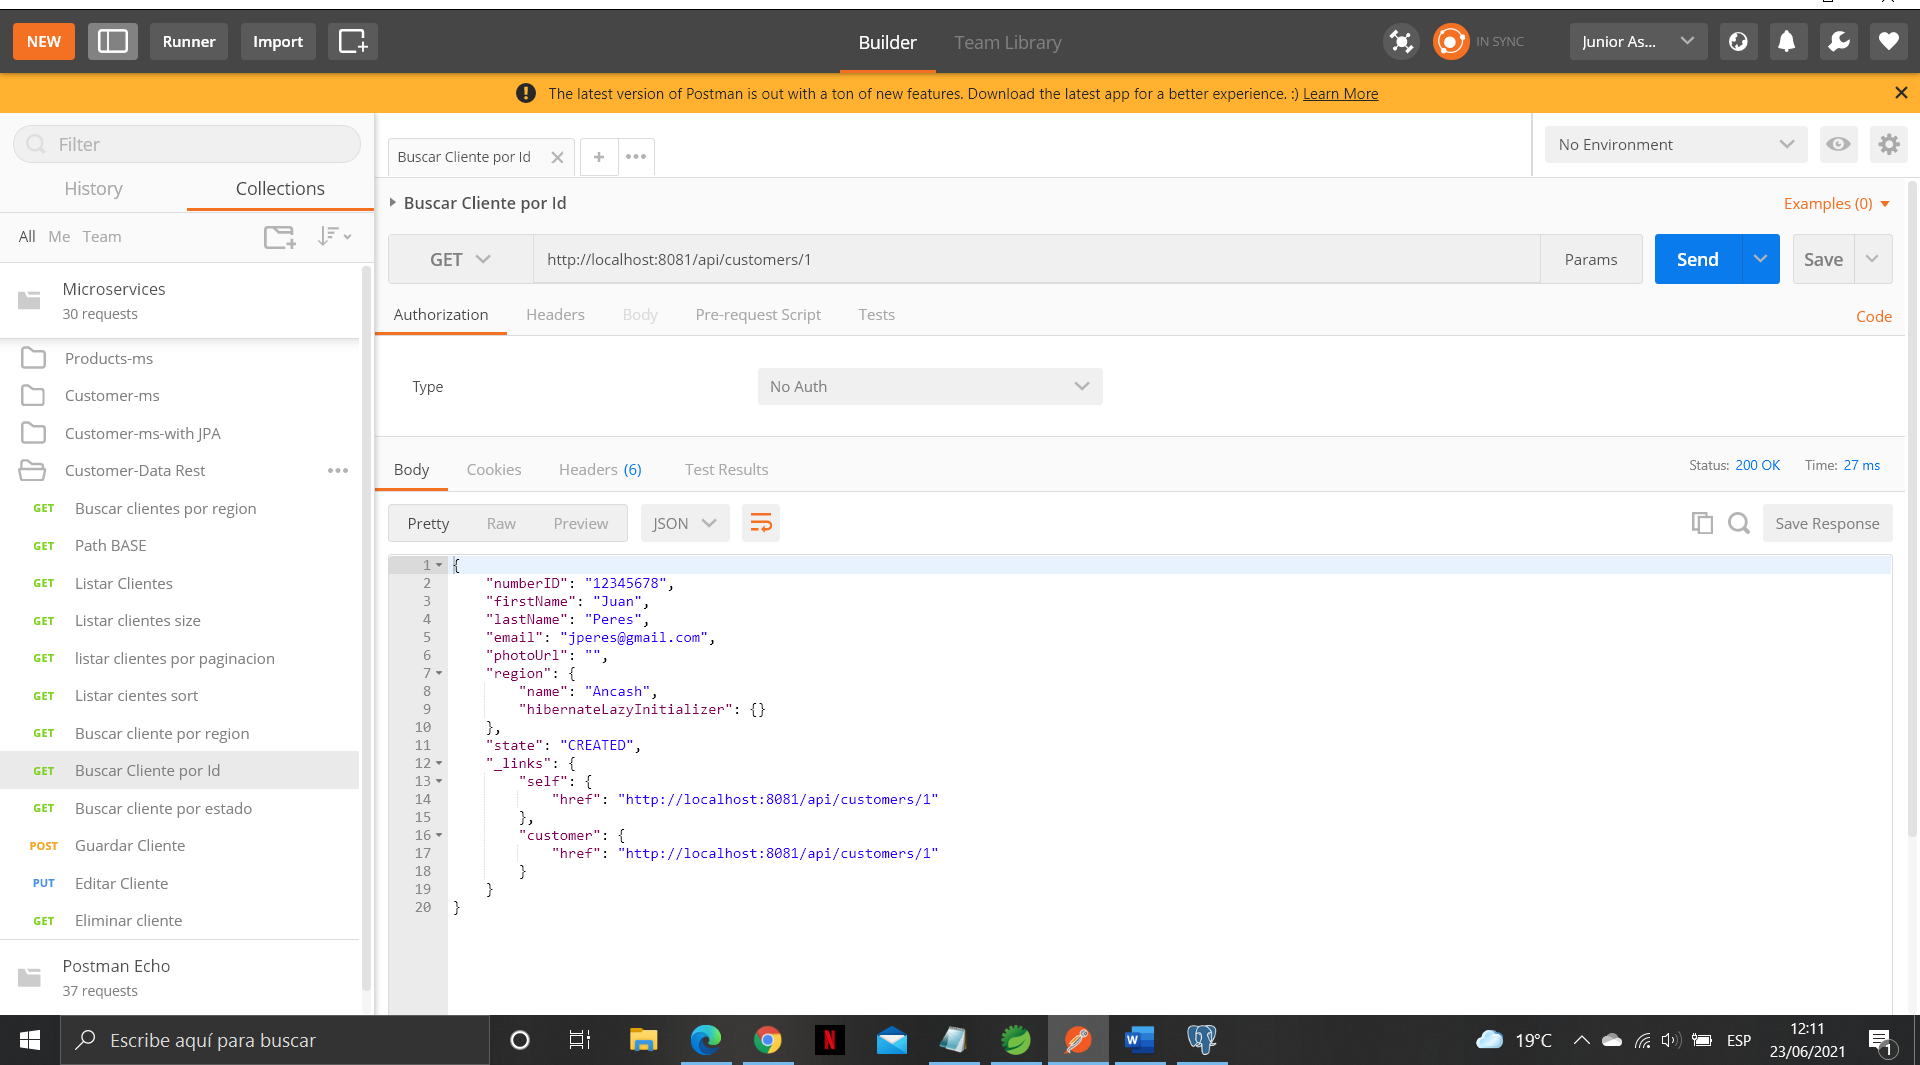 NEW
Runner
Import
Builder
Team Library
IN SYNC
Junior As...
The latest version of Postman is out with a ton of new features. Download the latest app for a better experience. :) Learn More
Filter
History
Collections
All Me Team
Microservices
30 requests
Products-ms
Customer-ms
Customer-ms-with JPA
Customer-Data Rest
GET Buscar clientes por region
GET Path BASE
GET Listar Clientes
GET Listar clientes size
GET listar clientes por paginacion
GET Listar cientes sort
GET Buscar cliente por region
GET Buscar Cliente por Id
GET Buscar cliente por estado
POST Guardar Cliente
PUT Editar Cliente
GET Eliminar cliente
Postman Echo
37 requests
Buscar Cliente por Id
No Environment
Buscar Cliente por Id
Examples (0)
GET
http://localhost:8081/api/customers/1
Params
Send
Save
Authorization
Headers
Body
Pre-request Script
Tests
Code
Type
No Auth
Body
Cookies
Headers (6)
Test Results
Status: 200 OK
Time: 27 ms
Pretty
Raw
Preview
JSON
Save Response
1 {
2 "numberID": "12345678",
3 "firstName": "Juan",
4 "lastName": "Peres",
5 "email": "jperes@gmail.com",
6 "photoUrl": "",
7 "region": {
8 "name": "Ancash",
9 "hibernateLazyInitializer": {}
10 },
11 "state": "CREATED",
12 "_links": {
13 "self": {
14 "href": "http://localhost:8081/api/customers/1"
15 },
16 "customer": {
17 "href": "http://localhost:8081/api/customers/1"
18 }
19 }
20 }
Escribe aquí para buscar
N
W
19°C
ESP
12:11
23/06/2021
1